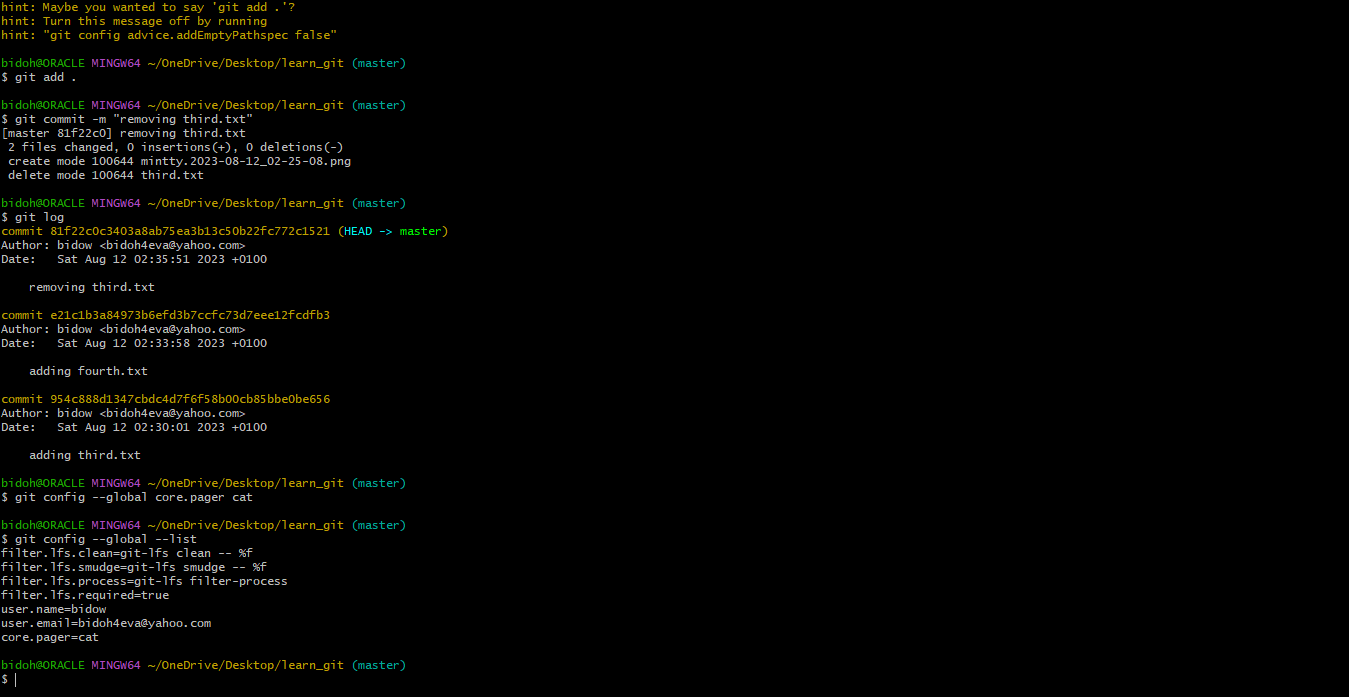 hint: Maybe you wanted to say 'git add .'?
hint: Turn this message off by running
hint: "git config advice.addEmptyPathspec false"
bidoh@ORACLE MINGW64 ~/OneDrive/Desktop/learn_git (master)
$ git add .
bidoh@ORACLE MINGW64 ~/OneDrive/Desktop/learn_git (master)
$ git commit -m "removing third.txt"
[master 81f22c0] removing third.txt
 2 files changed, 0 insertions(+), 0 deletions(-)
 create mode 100644 mintty.2023-08-12_02-25-08.png
 delete mode 100644 third.txt
bidoh@ORACLE MINGW64 ~/OneDrive/Desktop/learn_git (master)
$ git log
commit 81f22c0c3403a8ab75ea3b13c50b22fc772c1521 (HEAD -> master)
Author: bidow <bidoh4eva@yahoo.com>
Date:   Sat Aug 12 02:35:51 2023 +0100
    removing third.txt
commit e21c1b3a84973b6efd3b7ccfc73d7eee12fcdfb3
Author: bidow <bidoh4eva@yahoo.com>
Date:   Sat Aug 12 02:33:58 2023 +0100
    adding fourth.txt
commit 954c888d1347cbdc4d7f6f58b00cb85bbe0be656
Author: bidow <bidoh4eva@yahoo.com>
Date:   Sat Aug 12 02:30:01 2023 +0100
    adding third.txt
bidoh@ORACLE MINGW64 ~/OneDrive/Desktop/learn_git (master)
$ git config --global core.pager cat
bidoh@ORACLE MINGW64 ~/OneDrive/Desktop/learn_git (master)
$ git config --global --list
filter.lfs.clean=git-lfs clean -- %f
filter.lfs.smudge=git-lfs smudge -- %f
filter.lfs.process=git-lfs filter-process
filter.lfs.required=true
user.name=bidow
user.email=bidoh4eva@yahoo.com
core.pager=cat
bidoh@ORACLE MINGW64 ~/OneDrive/Desktop/learn_git (master)
$